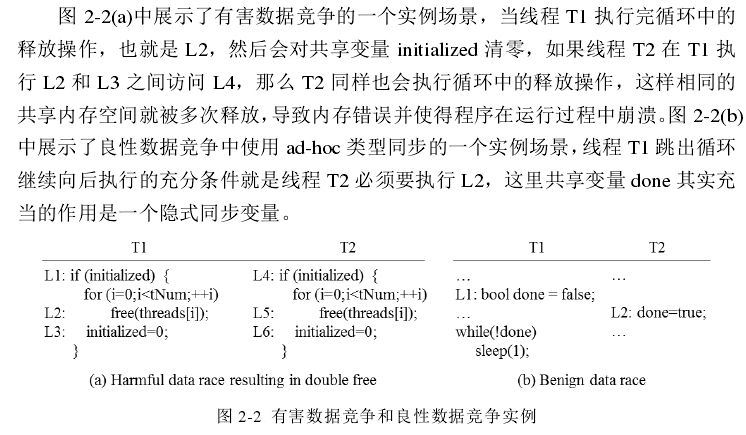 图 2-2(a)中展示了有害数据竞争的一个实例场景，当线程 T1 执行完循环中的
释放操作，也就是 L2，然后会对共享变量 initialized 清零，如果线程 T2 在 T1 执
行 L2 和 L3 之间访问 L4，那么 T2 同样也会执行循环中的释放操作，这样相同的
共享内存空间就被多次释放，导致内存错误并使得程序在运行过程中崩溃。图 2-2(b)
中展示了良性数据竞争中使用 ad-hoc 类型同步的一个实例场景，线程 T1 跳出循环
继续向后执行的充分条件就是线程 T2 必须要执行 L2，这里共享变量 done 其实充
当的作用是一个隐式同步变量。
T1 T2
L1: if (initialized) { L4: if (initialized) {
for (i=0;i<tNum;++i) for (i=0;i<tNum;++i)
L2: free(threads[i]); L5: free(threads[i]);
L3: initialized=0; L6: initialized=0;
} }
(a) Harmful data race resulting in double free
T1 T2
... ...
L1: bool done = false;
... L2: done=true;
while(!done) ...
sleep(1);
(b) Benign data race
图 2-2 有害数据竞争和良性数据竞争实例